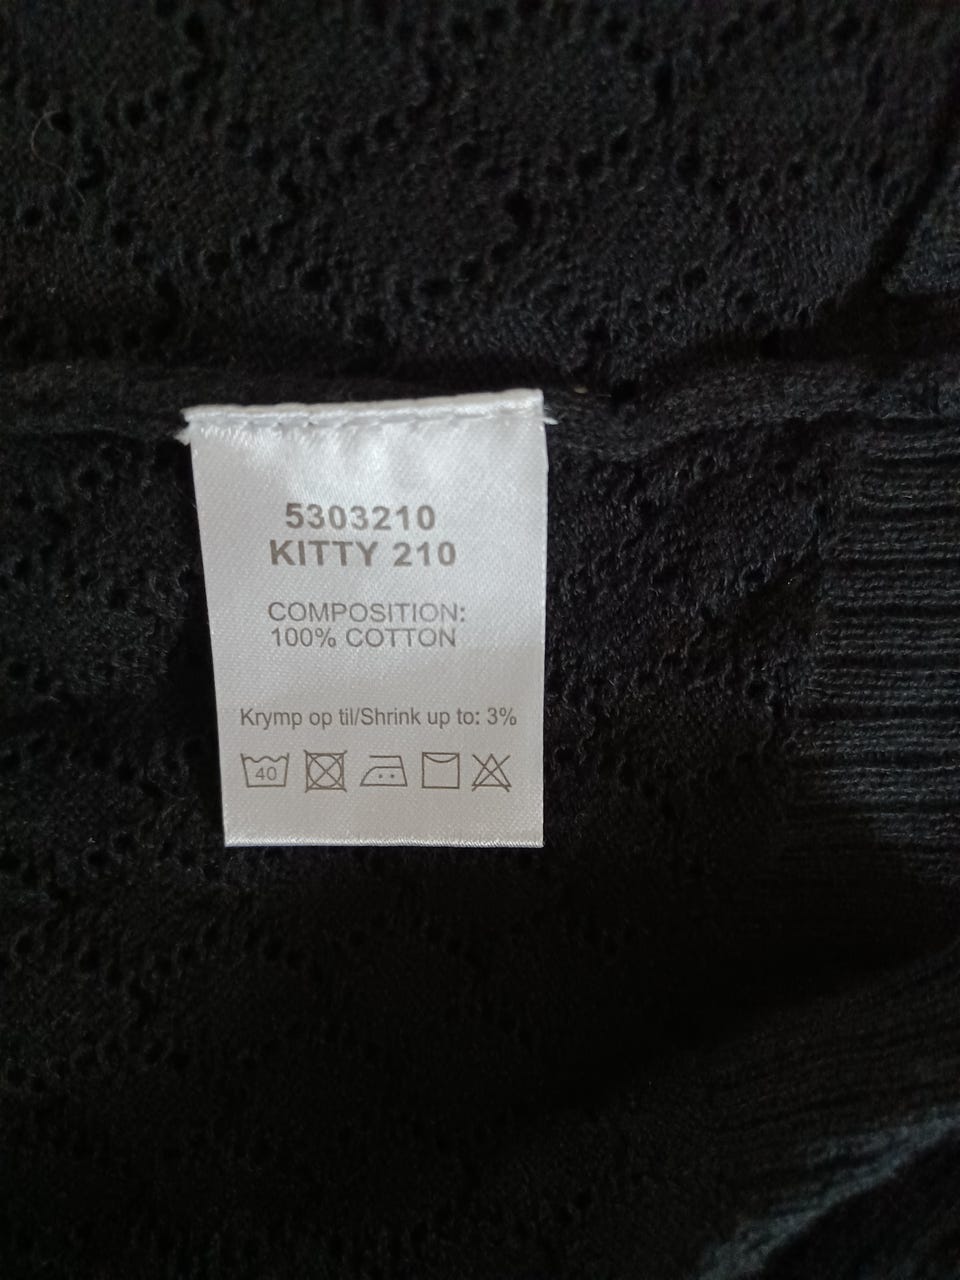 5303210
KITTY 210
COMPOSITION:
100% COTTON
Krymp op til/Shrink up to: 3%
40